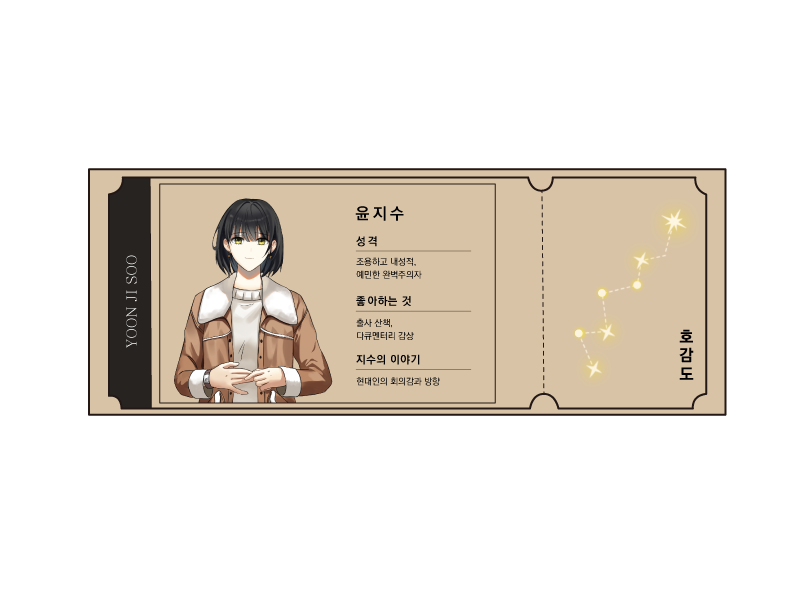 YOON JI SOO
윤지수
성격
조용하고 내성적,
예민한 완벽주의자
좋아하는 것
출사 산책,
다큐멘터리 감상
지수의 이야기
현대인의 회의감과 방황
호감도